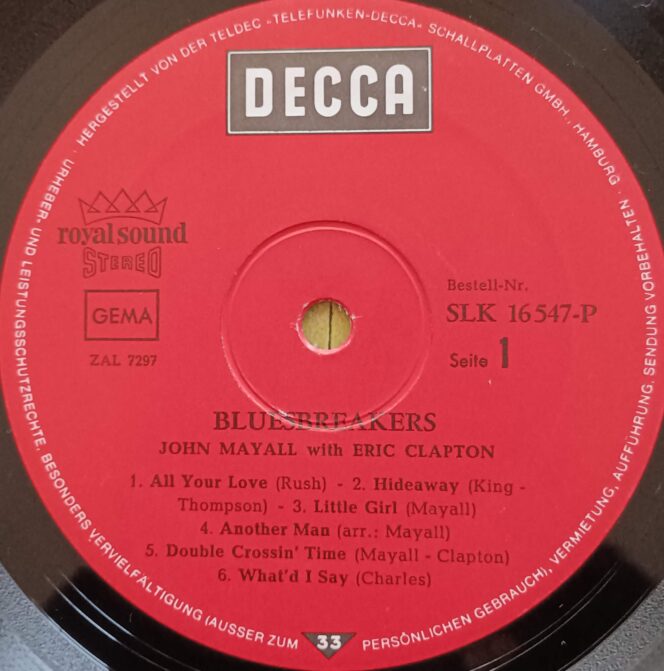 HERGESTELLT VON DER TELDEC »TELEFUNKEN-DECCA« SCHALLPLATTEN GMBH., HAMBURG · URHEBER- UND LEISTUNGSSCHUTZRECHTE, BESONDERS VERVIELFÄLTIGUNG (AUSSER ZUM PERSÖNLICHEN GEBRAUCH), VERMIETUNG, AUFFÜHRUNG, SENDUNG VORBEHALTEN ·
DECCA
royal sound
STEREO
GEMA
ZAL 7297
Bestell-Nr.
SLK 16 547-P
Seite 1
BLUESBREAKERS
JOHN MAYALL with ERIC CLAPTON
1. All Your Love (Rush) - 2. Hideaway (King -
Thompson) - 3. Little Girl (Mayall)
4. Another Man (arr.: Mayall)
5. Double Crossin' Time (Mayall - Clapton)
6. What'd I Say (Charles)
33